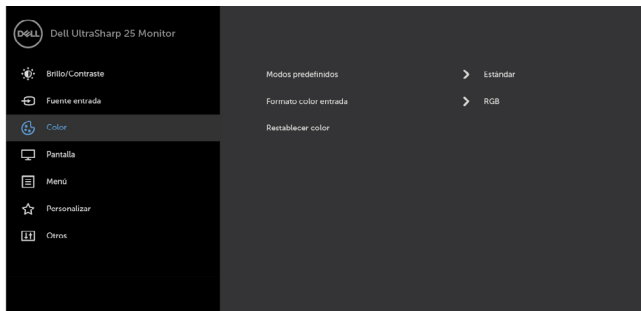 DELL Dell UltraSharp 25 Monitor
Brillo/Contraste
Fuente entrada
Color
Pantalla
Menú
Personalizar
Otros
Modos predefinidos Estándar
Formato color entrada RGB
Restablecer color